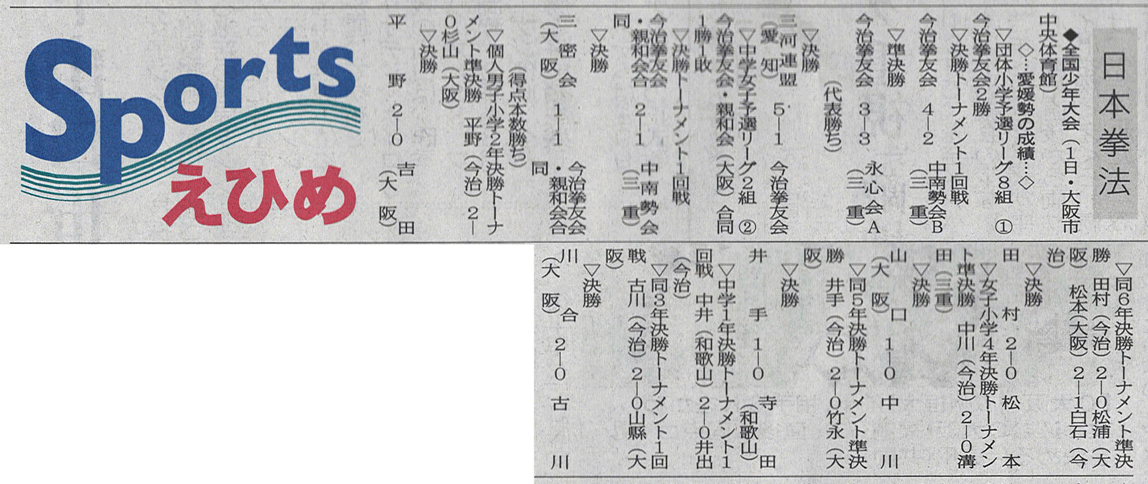 日本拳法
◆全国少年大会（１日・大阪市
中央体育館）
◇…愛媛勢の成績…◇
▽団体小学予選リーグ８組　①
今治拳友会２勝
▽決勝トーナメント１回戦
今治拳友会　４―２　中南勢会Ｂ（三重）
▽準決勝
今治拳友会　３―３　永心会Ａ（三重）
（代表勝ち）
▽決勝
三河連盟（愛知）　５―１　今治拳友会
▽中学女子予選リーグ２組　②
今治拳友会・親和会（大阪）合同
１勝１敗
▽決勝トーナメント１回戦
今治拳友会・親和会合同　２―１　中南勢会（三重）
▽決勝
三密会（大阪）　１―１　今治拳友会・親和会合同
（得点本数勝ち）
▽個人男子小学２年決勝トーナ
メント準決勝　平野（今治）２―
０杉山（大阪）
▽決勝
平野　２―０　吉田（大阪）
Sports
えひめ
▽同６年決勝トーナメント準決
勝　田村（今治）２―０松浦（大
阪）　松本（大阪）２―１白石（今
治）
▽決勝
田村　２―０　松本
▽女子小学４年決勝トーナメン
ト準決勝　中川（今治）２―０溝
田（三重）
▽決勝
山口（大阪）　１―０　中川
▽同５年決勝トーナメント準決
勝　井手（今治）２―０竹永（大
阪）
▽決勝
井手　１―０　寺田（和歌山）
▽中学１年決勝トーナメント１
回戦　中井（和歌山）２―０井出
（今治）
▽同３年決勝トーナメント１回
戦　古川（今治）２―０山縣（大
阪）
▽決勝
川合（大阪）　２―０　古川